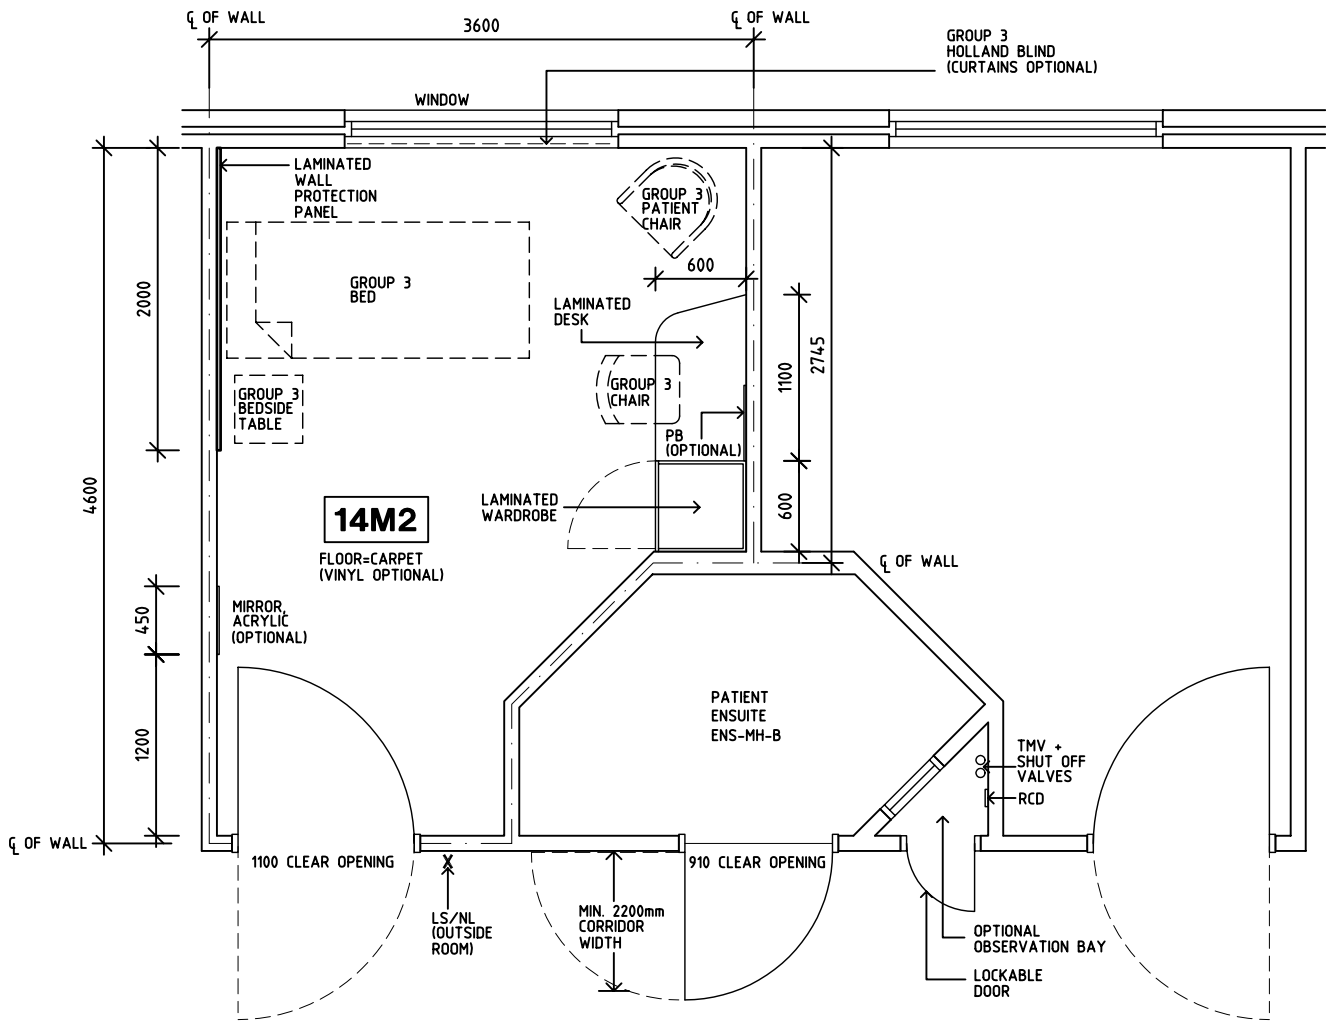 ℄ OF WALL
3600
℄ OF WALL
GROUP 3
HOLLAND BLIND
(CURTAINS OPTIONAL)
WINDOW
LAMINATED
WALL
PROTECTION
PANEL
GROUP 3
PATIENT
CHAIR
600
GROUP 3
BED
LAMINATED
DESK
2000
2745
1100
GROUP 3
CHAIR
GROUP 3
BEDSIDE
TABLE
PB
(OPTIONAL)
4600
LAMINATED
WARDROBE
600
14M2
FLOOR=CARPET
(VINYL OPTIONAL)
℄ OF WALL
450
MIRROR,
ACRYLIC
(OPTIONAL)
PATIENT
ENSUITE
ENS-MH-B
1200
TMV +
SHUT OFF
VALVES
RCD
℄ OF WALL
1100 CLEAR OPENING
X
910 CLEAR OPENING
LS/NL
(OUTSIDE
ROOM)
MIN. 2200mm
CORRIDOR
WIDTH
OPTIONAL
OBSERVATION BAY
LOCKABLE
DOOR